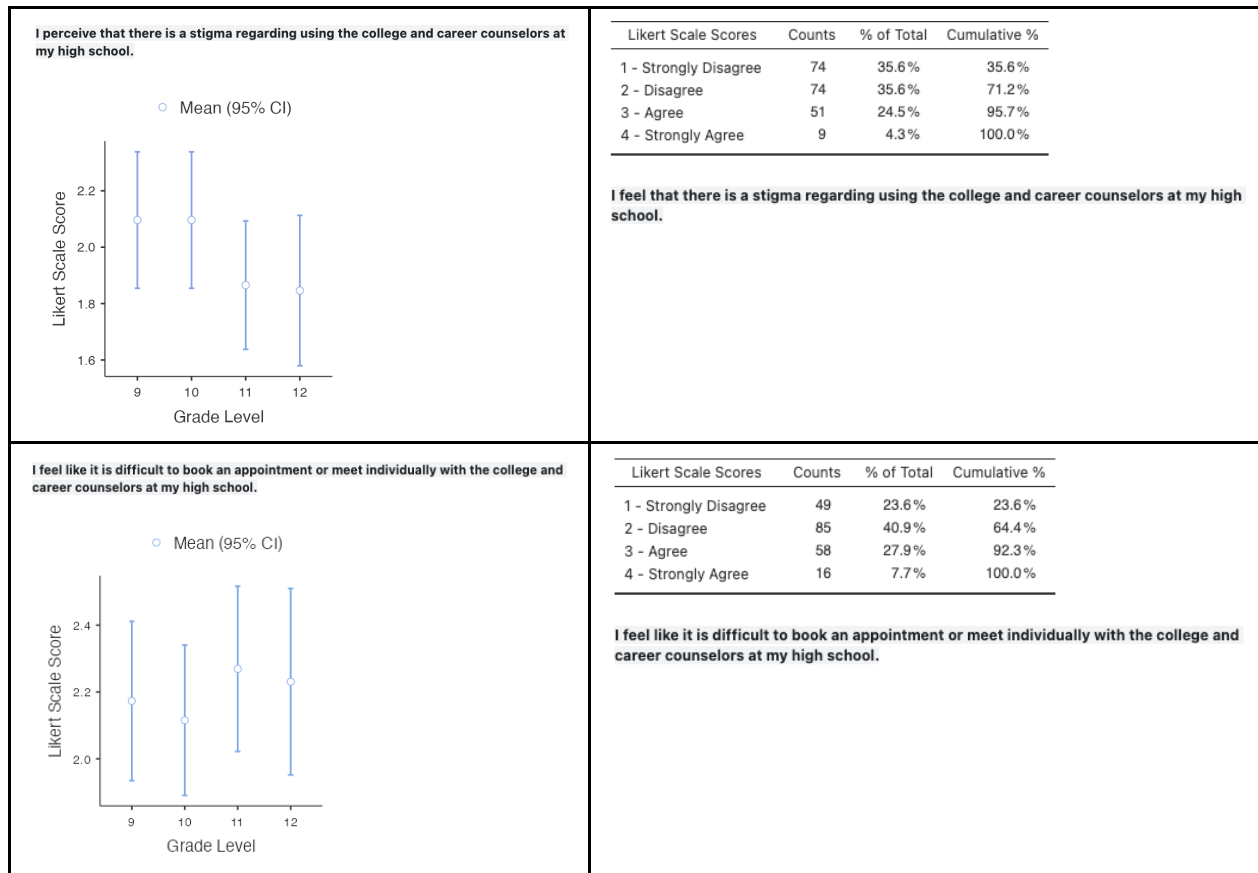 I perceive that there is a stigma regarding using the college and career counselors at
my high school.
Mean (95% CI)
Likert Scale Score
2.2
2.0
1.8
1.6
9 10 11 12
Grade Level
Likert Scale Scores Counts % of Total Cumulative %
1 - Strongly Disagree 74 35.6% 35.6%
2 - Disagree 74 35.6% 71.2%
3 - Agree 51 24.5% 95.7%
4 - Strongly Agree 9 4.3% 100.0%
I feel that there is a stigma regarding using the college and career counselors at my high
school.
I feel like it is difficult to book an appointment or meet individually with the college and
career counselors at my high school.
Mean (95% CI)
Likert Scale Score
2.4
2.2
2.0
9 10 11 12
Grade Level
Likert Scale Scores Counts % of Total Cumulative %
1 - Strongly Disagree 49 23.6% 23.6%
2 - Disagree 85 40.9% 64.4%
3 - Agree 58 27.9% 92.3%
4 - Strongly Agree 16 7.7% 100.0%
I feel like it is difficult to book an appointment or meet individually with the college and
career counselors at my high school.